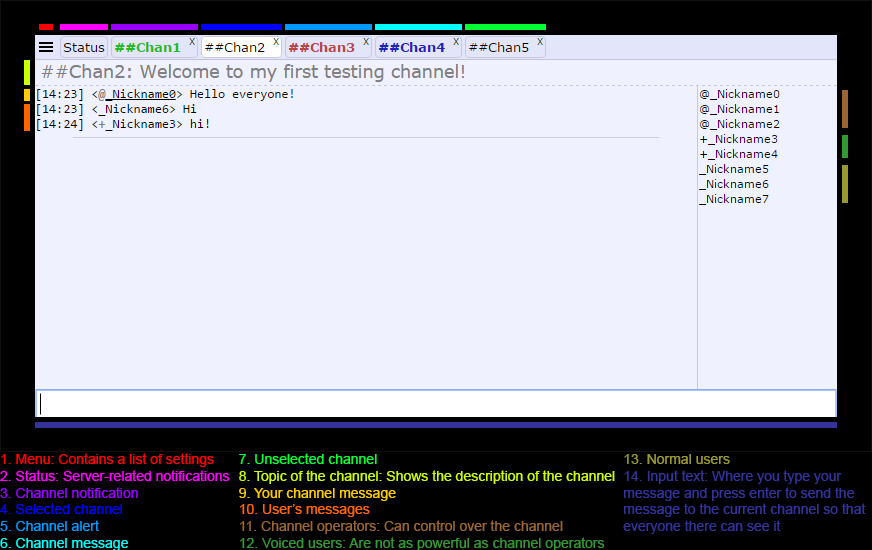 Status ##Chan1 X ##Chan2 X ##Chan3 X ##Chan4 X ##Chan5 X
##Chan2: Welcome to my first testing channel!
[14:23] <@_Nickname0> Hello everyone!
[14:23] <_Nickname6> Hi
[14:24] <+_Nickname3> hi!
@_Nickname0
@_Nickname1
@_Nickname2
+_Nickname3
+_Nickname4
_Nickname5
_Nickname6
_Nickname7
1. Menu: Contains a list of settings
2. Status: Server-related notifications
3. Channel notification
4. Selected channel
5. Channel alert
6. Channel message
7. Unselected channel
8. Topic of the channel: Shows the description of the channel
9. Your channel message
10. User's messages
11. Channel operators: Can control over the channel
12. Voiced users: Are not as powerful as channel operators
13. Normal users
14. Input text: Where you type your
message and press enter to send the
message to the current channel so that
everyone there can see it